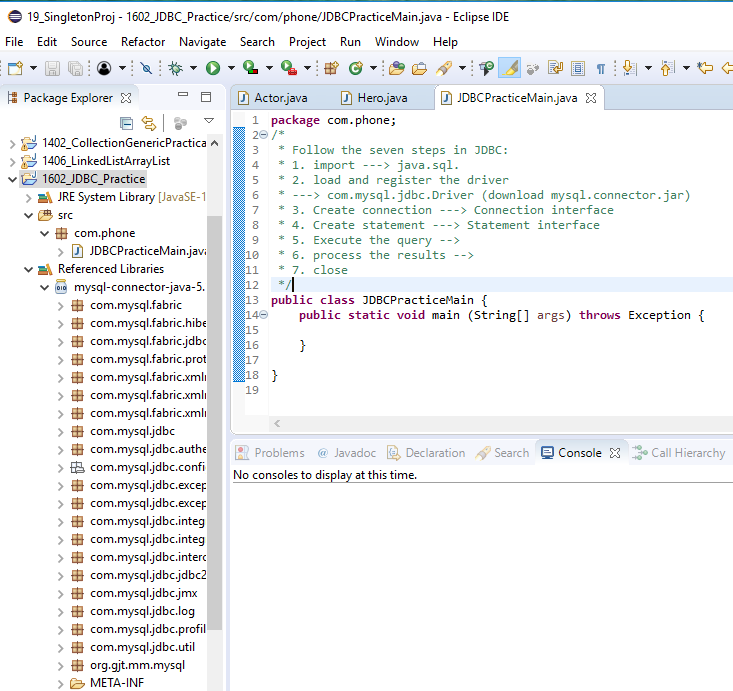 19_SingletonProj - 1602_JDBC_Practice/src/com/phone/JDBCPracticeMain.java - Eclipse IDE
File Edit Source Refactor Navigate Search Project Run Window Help
Package Explorer
1402_CollectionGenericPractica
1406_LinkedListArrayList
1602_JDBC_Practice
JRE System Library [JavaSE-1
src
com.phone
JDBCPracticeMain.java
Referenced Libraries
mysql-connector-java-5.
com.mysql.fabric
com.mysql.fabric.hibe
com.mysql.fabric.jdbc
com.mysql.fabric.prot
com.mysql.fabric.xmlr
com.mysql.fabric.xmlr
com.mysql.fabric.xmlr
com.mysql.jdbc
com.mysql.jdbc.authe
com.mysql.jdbc.confi
com.mysql.jdbc.excep
com.mysql.jdbc.excep
com.mysql.jdbc.integ
com.mysql.jdbc.integ
com.mysql.jdbc.interc
com.mysql.jdbc.jdbc2
com.mysql.jdbc.jmx
com.mysql.jdbc.log
com.mysql.jdbc.profil
com.mysql.jdbc.util
org.gjt.mm.mysql
META-INF
Actor.java Hero.java JDBCPracticeMain.java
1 package com.phone;
2 /*
3 * Follow the seven steps in JDBC:
4 * 1. import ---> java.sql.
5 * 2. load and register the driver
6 * ---> com.mysql.jdbc.Driver (download mysql.connector.jar)
7 * 3. Create connection ---> Connection interface
8 * 4. Create statement ---> Statement interface
9 * 5. Execute the query -->
10 * 6. process the results -->
11 * 7. close
12 */
13 public class JDBCPracticeMain {
14 public static void main (String[] args) throws Exception {
15
16 }
17
18 }
19
Problems Javadoc Declaration Search Console Call Hierarchy
No consoles to display at this time.